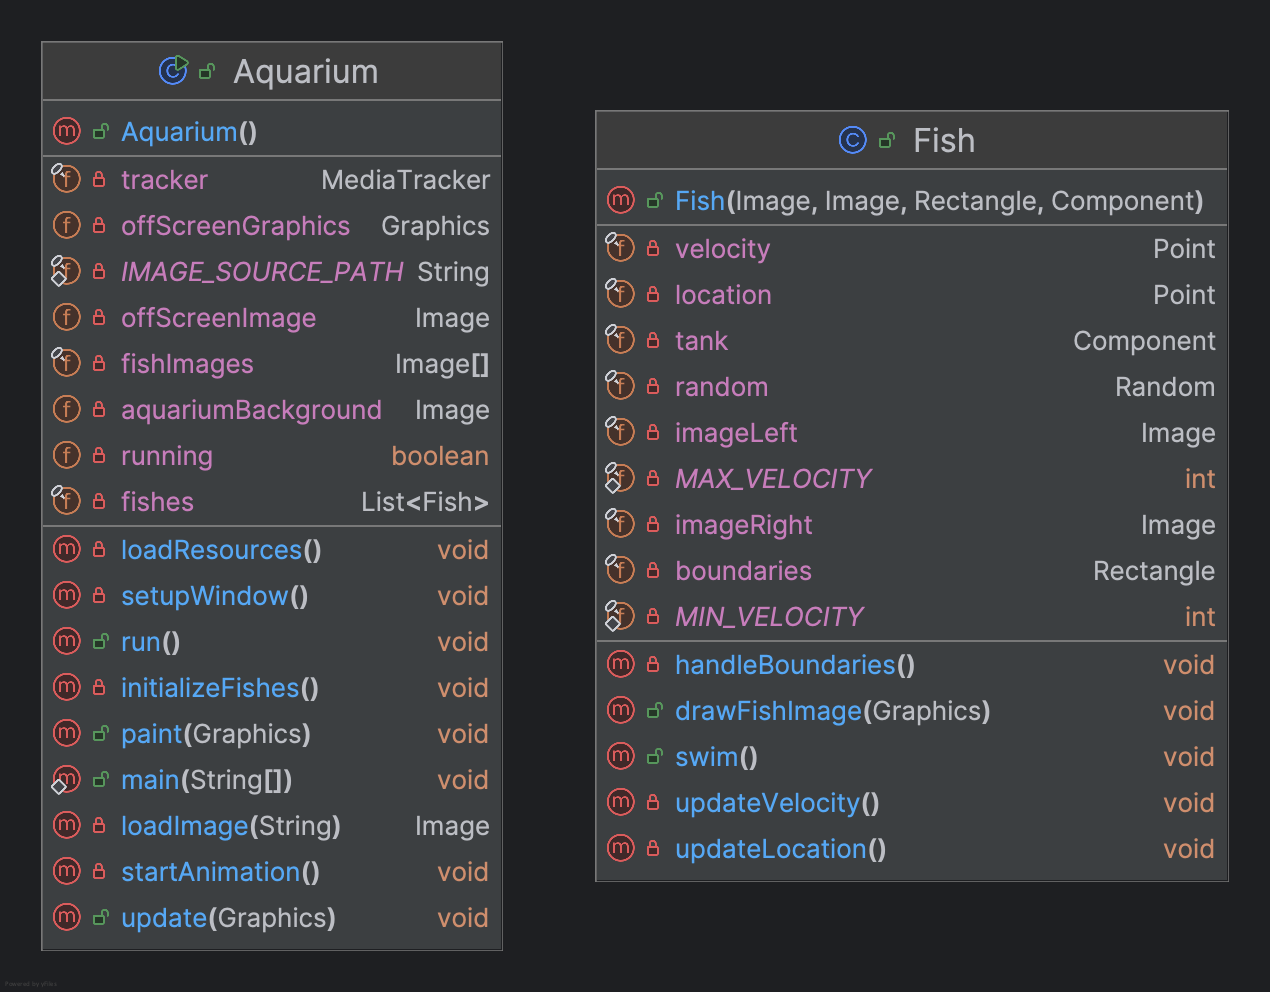 Aquarium
Aquarium()
tracker MediaTracker
offScreenGraphics Graphics
IMAGE_SOURCE_PATH String
offScreenImage Image
fishImages Image[]
aquariumBackground Image
running boolean
fishes List<Fish>
loadResources() void
setupWindow() void
run() void
initializeFishes() void
paint(Graphics) void
main(String[]) void
loadImage(String) Image
startAnimation() void
update(Graphics) void
Fish
Fish(Image, Image, Rectangle, Component)
velocity Point
location Point
tank Component
random Random
imageLeft Image
MAX_VELOCITY int
imageRight Image
boundaries Rectangle
MIN_VELOCITY int
handleBoundaries() void
drawFishImage(Graphics) void
swim() void
updateVelocity() void
updateLocation() void
Powered by yFiles